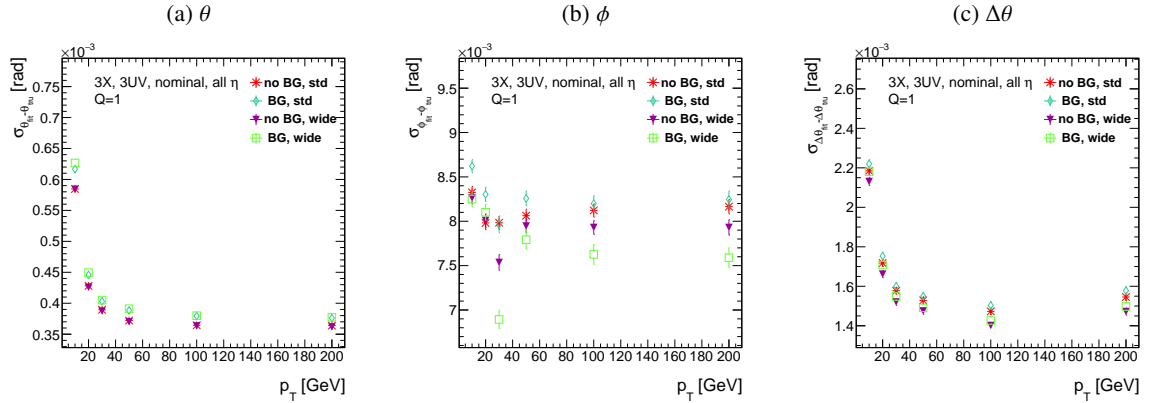 (a) θ
(b) φ
(c) Δθ
×10⁻³
σ_θfit-θtru [rad]
3X, 3UV, nominal, all η
Q=1
no BG, std
BG, std
no BG, wide
BG, wide
0.75
0.7
0.65
0.6
0.55
0.5
0.45
0.4
0.35
20 40 60 80 100 120 140 160 180 200
p_T [GeV]
×10⁻³
σ_φfit-φtru [rad]
3X, 3UV, nominal, all η
Q=1
no BG, std
BG, std
no BG, wide
BG, wide
9.5
9
8.5
8
7.5
7
6.5
0 20 40 60 80 100 120 140 160 180 200
p_T [GeV]
×10⁻³
σ_Δθfit-Δθtru [rad]
3X, 3UV, nominal, all η
Q=1
no BG, std
BG, std
no BG, wide
BG, wide
2.6
2.4
2.2
2
1.8
1.6
1.4
20 40 60 80 100 120 140 160 180 200
p_T [GeV]